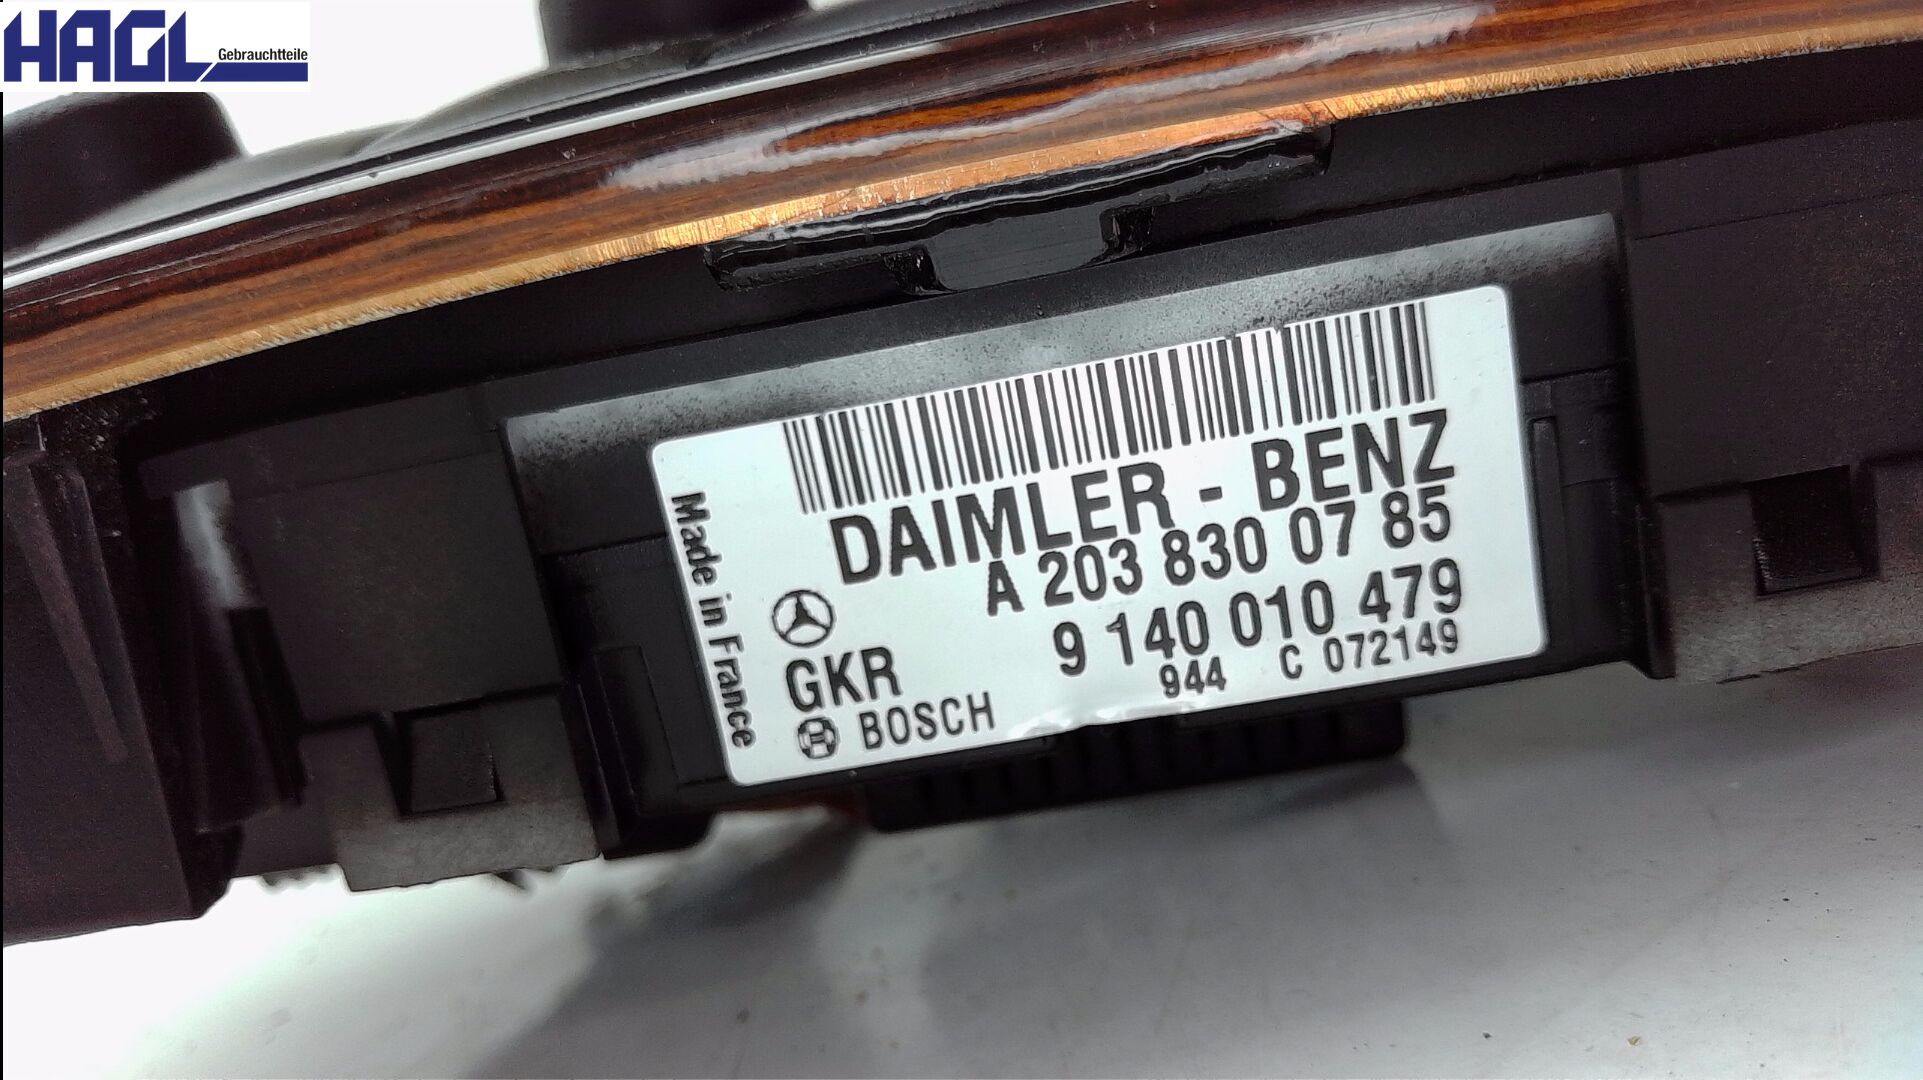 HAGL
Gebrauchtteile
DAIMLER - BENZ
A 203 830 07 85
9 140 010 479
944 C 072149
GKR
BOSCH
Made in France